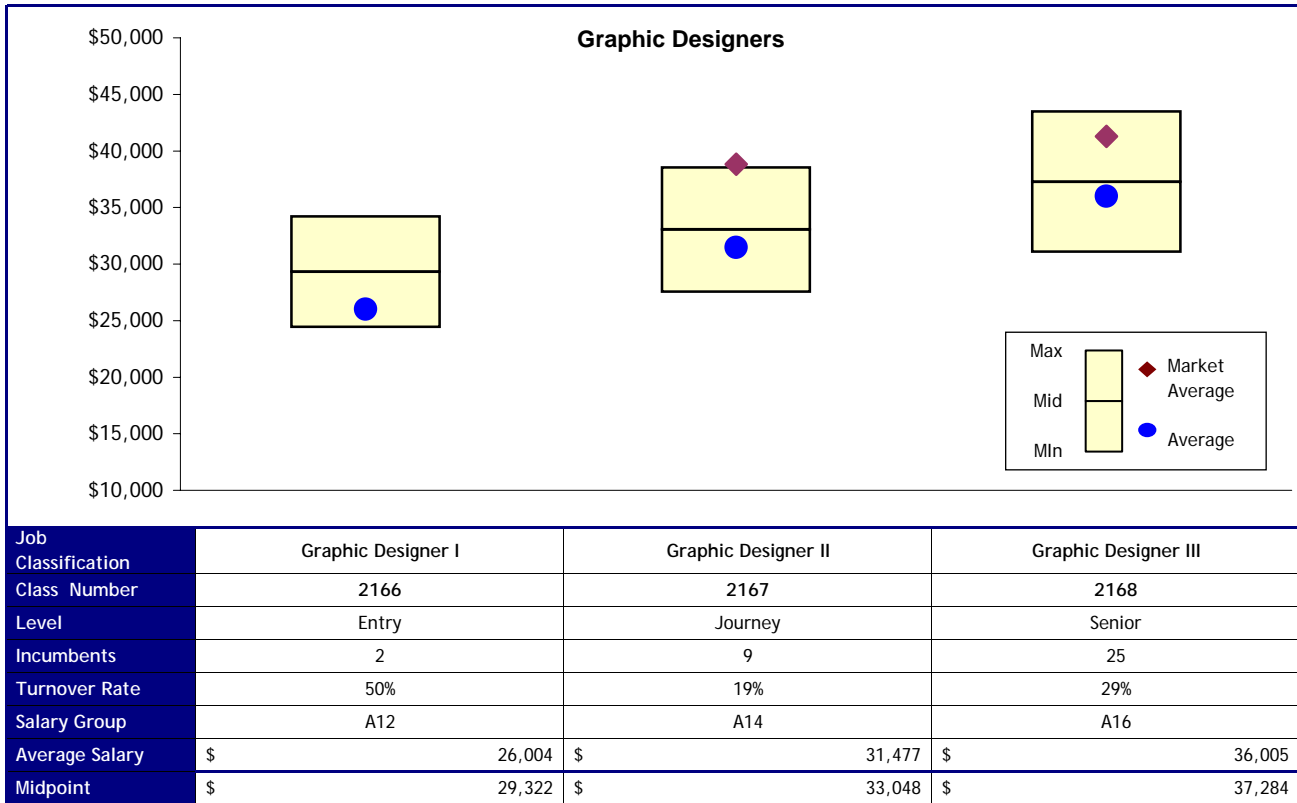 Graphic Designers
$50,000
$45,000
$40,000
$35,000
$30,000
$25,000
$20,000
$15,000
$10,000
Max
Mid
MIn
Market
Average
Average
Job
Classification Graphic Designer I Graphic Designer II Graphic Designer III
Class Number 2166 2167 2168
Level Entry Journey Senior
Incumbents 2 9 25
Turnover Rate 50% 19% 29%
Salary Group A12 A14 A16
Average Salary $ 26,004 $ 31,477 $ 36,005
Midpoint $ 29,322 $ 33,048 $ 37,284